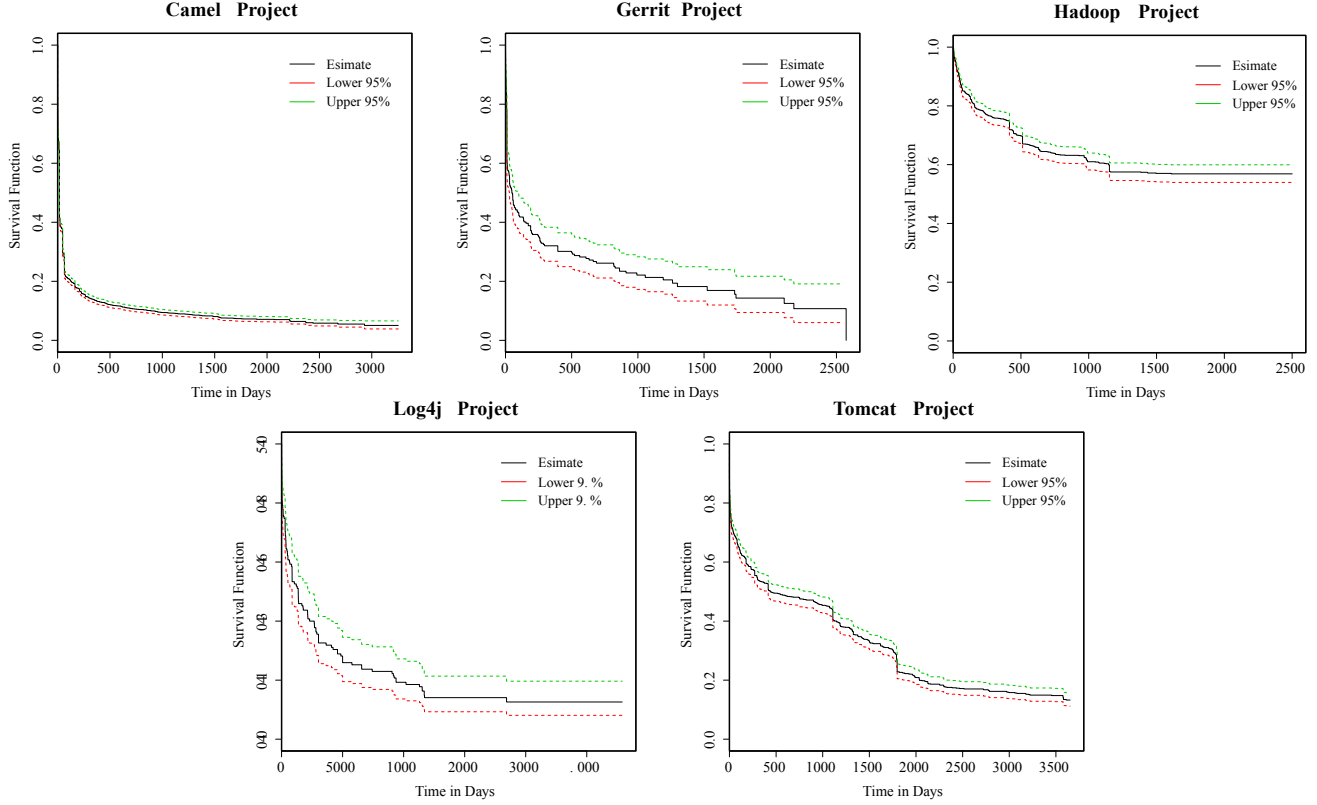 Camel Project
Survival Function
0.0 0.2 0.4 0.6 0.8 1.0
Esimate
Lower 95%
Upper 95%
0 500 1000 1500 2000 2500 3000
Time in Days
Gerrit Project
Survival Function
0.0 0.2 0.4 0.6 0.8 1.0
Esimate
Lower 95%
Upper 95%
0 500 1000 1500 2000 2500
Time in Days
Hadoop Project
Survival Function
0.0 0.2 0.4 0.6 0.8 1.0
Esimate
Lower 95%
Upper 95%
0 500 1000 1500 2000 2500
Time in Days
Log4j Project
Survival Function
Esimate
Lower 9. %
Upper 9. %
0 5000 1000 2000 3000 . 000
Time in Days
Tomcat Project
Survival Function
0.0 0.2 0.4 0.6 0.8 1.0
Esimate
Lower 95%
Upper 95%
0 500 1000 1500 2000 2500 3000 3500
Time in Days